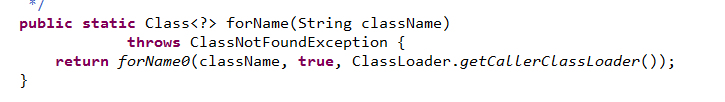 */
public static Class<?> forName(String className)
throws ClassNotFoundException {
return forName0(className, true, ClassLoader.getCallerClassLoader());
}